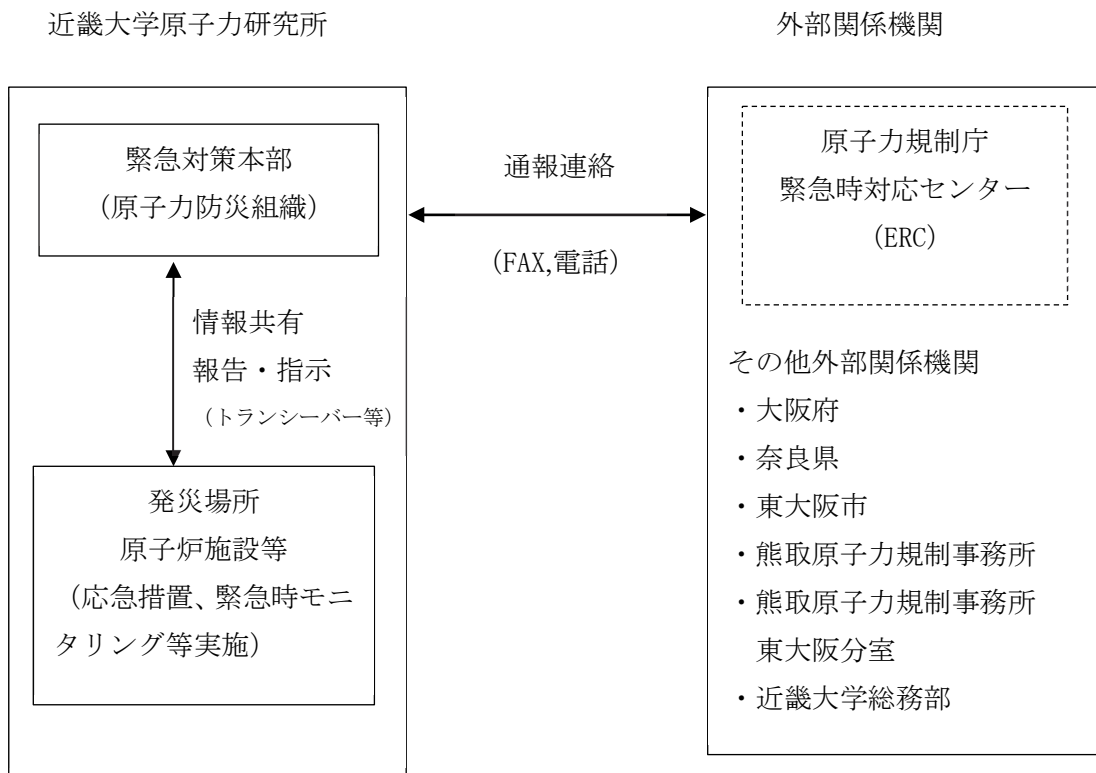 近畿大学原子力研究所
緊急対策本部
(原子力防災組織)
情報共有
報告・指示
(トランシーバー等)
発災場所
原子炉施設等
(応急措置、緊急時モニ
タリング等実施)
通報連絡
(FAX,電話)
外部関係機関
原子力規制庁
緊急時対応センター
(ERC)
その他外部関係機関
・大阪府
・奈良県
・東大阪市
・熊取原子力規制事務所
・熊取原子力規制事務所
東大阪分室
・近畿大学総務部